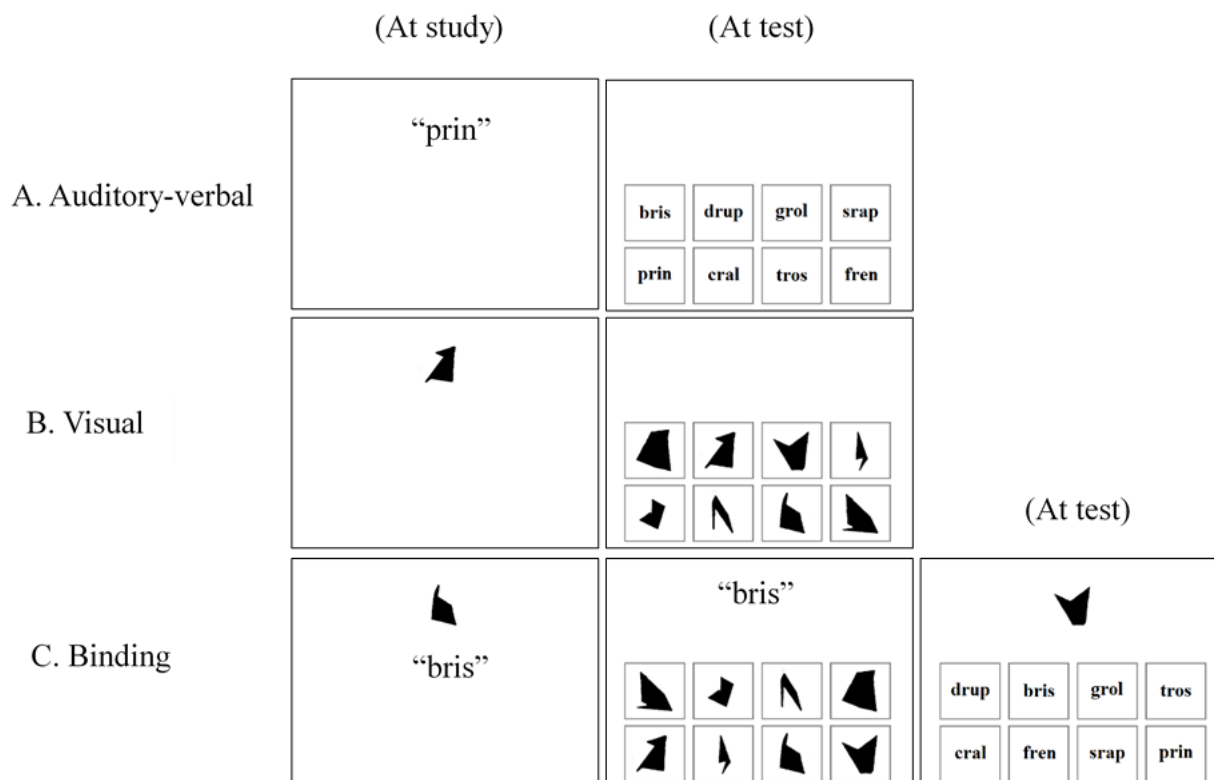 (At study) (At test)
“prin”
A. Auditory-verbal
bris drup grol srap
prin cral tros fren
B. Visual
(At test)
“bris”
C. Binding
“bris”
drup bris grol tros
cral fren srap prin